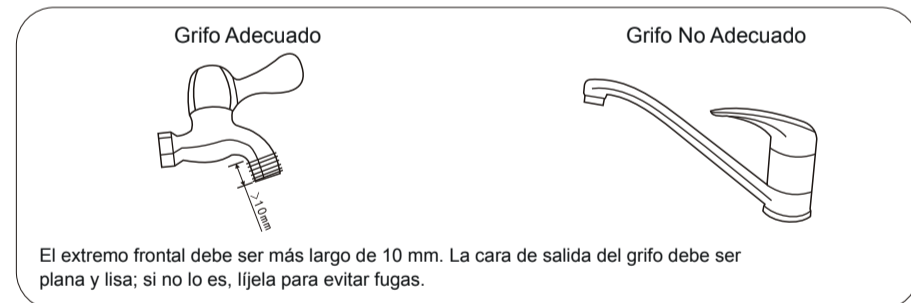 Grifo Adecuado
Grifo No Adecuado
>10mm
El extremo frontal debe ser más largo de 10 mm. La cara de salida del grifo debe ser
plana y lisa; si no lo es, líjela para evitar fugas.